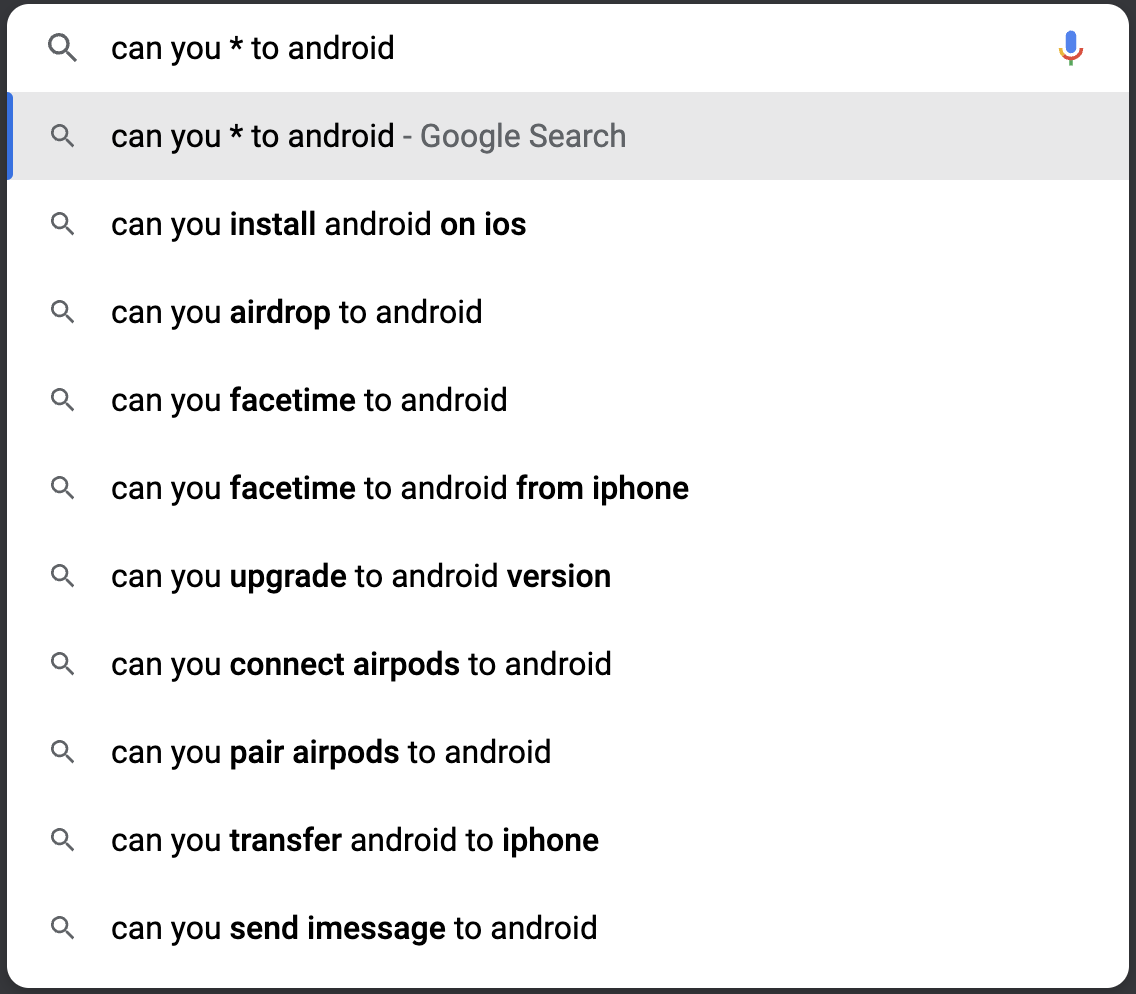 can you * to android
can you * to android - Google Search
can you install android on ios
can you airdrop to android
can you facetime to android
can you facetime to android from iphone
can you upgrade to android version
can you connect airpods to android
can you pair airpods to android
can you transfer android to iphone
can you send imessage to android